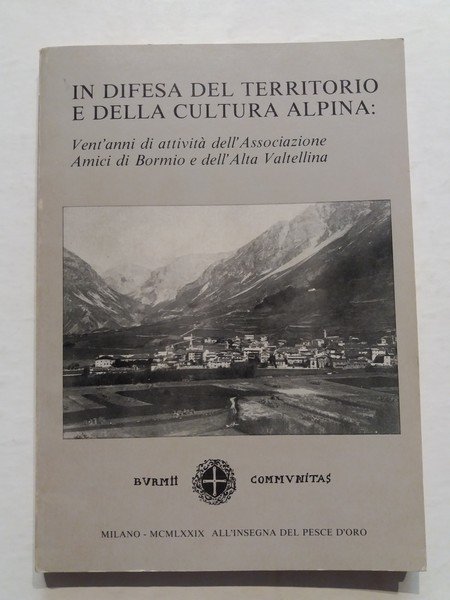 IN DIFESA DEL TERRITORIO
E DELLA CULTURA ALPINA:
Vent'anni di attività dell'Associazione
Amici di Bormio e dell'Alta Valtellina
BVRMII COMMVNITAS
MILANO - MCMLXXIX ALL'INSEGNA DEL PESCE D'ORO